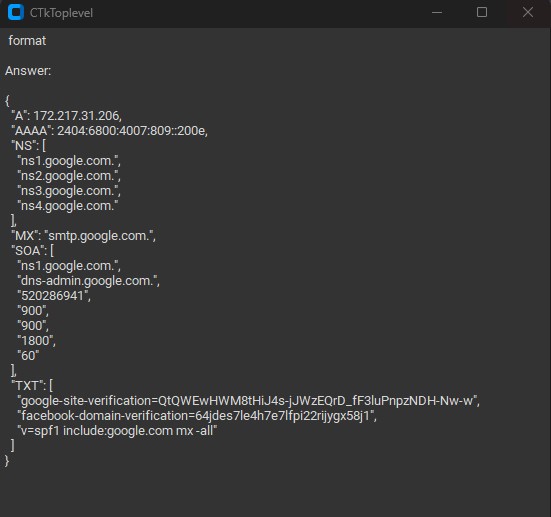 CTkToplevel
format
Answer:
{
"A": 172.217.31.206,
"AAAA": 2404:6800:4007:809::200e,
"NS": [
"ns1.google.com.",
"ns2.google.com.",
"ns3.google.com.",
"ns4.google.com."
],
"MX": "smtp.google.com.",
"SOA": [
"ns1.google.com.",
"dns-admin.google.com.",
"520286941",
"900",
"900",
"1800",
"60"
],
"TXT": [
"google-site-verification=QtQWEwHWM8tHiJ4s-jJWzEQrD_fF3luPnpzNDH-Nw-w",
"facebook-domain-verification=64jdes7le4h7e7lfpi22rijygx58j1",
"v=spf1 include:google.com mx -all"
]
}